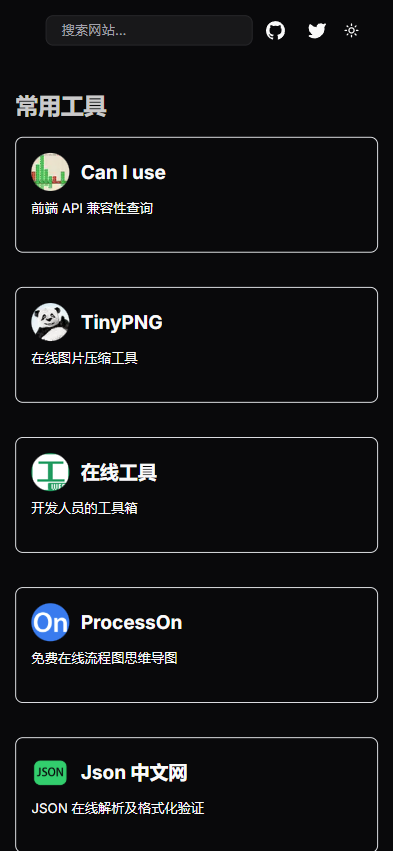 搜索网站...
常用工具
Can I use
前端 API 兼容性查询
TinyPNG
在线图片压缩工具
工
在线工具
开发人员的工具箱
On
ProcessOn
免费在线流程图思维导图
JSON
Json 中文网
JSON 在线解析及格式化验证